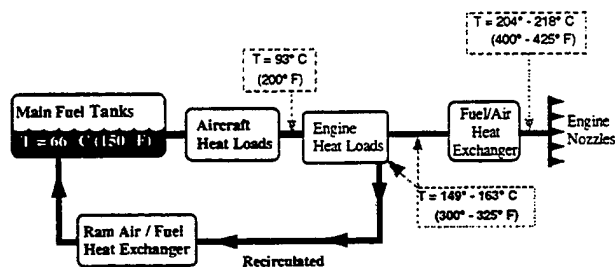 Main Fuel Tanks
T = 66° C (150° F)
Aircraft
Heat Loads
T = 93° C
(200° F)
Engine
Heat Loads
T = 204° - 218° C
(400° - 425° F)
Fuel/Air
Heat
Exchanger
Engine
Nozzles
T = 149° - 163° C
(300° - 325° F)
Ram Air / Fuel
Heat Exchanger
Recirculated